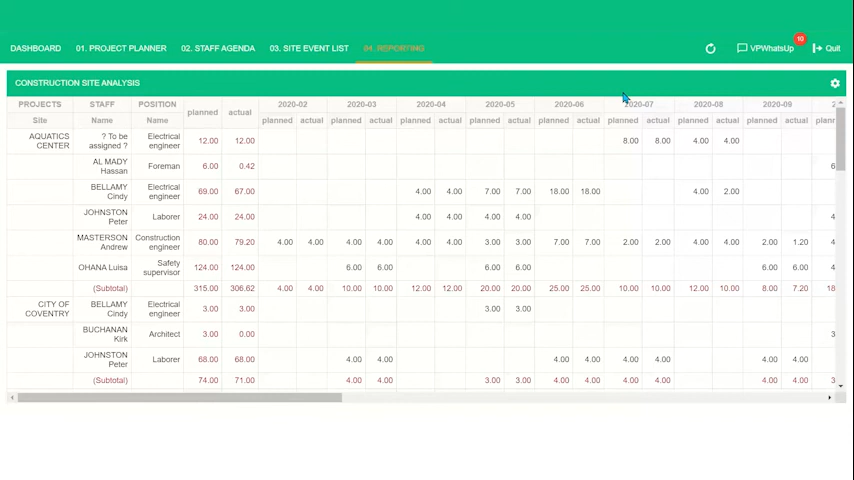 10
DASHBOARD 01. PROJECT PLANNER 02. STAFF AGENDA 03. SITE EVENT LIST 04. REPORTING VPWhatsUp Quit
CONSTRUCTION SITE ANALYSIS
PROJECTS STAFF POSITION planned actual 2020-02 2020-03 2020-04 2020-05 2020-06 2020-07 2020-08 2020-09 2
Site Name Name planned actual planned actual planned actual planned actual planned actual planned actual planned actual planned actual plann
AQUATICS ? To be Electrical 12.00 12.00 8.00 8.00 4.00 4.00
CENTER assigned ? engineer
AL MADY Foreman 6.00 0.42 6
Hassan
BELLAMY Electrical 69.00 67.00 4.00 4.00 7.00 7.00 18.00 18.00 4.00 2.00
Cindy engineer
JOHNSTON Laborer 24.00 24.00 4.00 4.00 4.00 4.00 4
Peter
MASTERSON Construction 80.00 79.20 4.00 4.00 4.00 4.00 4.00 4.00 3.00 3.00 7.00 7.00 2.00 2.00 4.00 4.00 2.00 1.20 4
Andrew engineer
OHANA Luisa Safety 124.00 124.00 6.00 6.00 6.00 6.00 6.00 6.00 4
supervisor
(Subtotal) 315.00 306.62 4.00 4.00 10.00 10.00 12.00 12.00 20.00 20.00 25.00 25.00 10.00 10.00 12.00 10.00 8.00 7.20 18
CITY OF BELLAMY Electrical 3.00 3.00 3.00 3.00
COVENTRY Cindy engineer
BUCHANAN Architect 3.00 0.00 3
Kirk
JOHNSTON Laborer 68.00 68.00 4.00 4.00 4.00 4.00 4.00 4.00 4.00 4.00
Peter
(Subtotal) 74.00 71.00 4.00 4.00 3.00 3.00 4.00 4.00 4.00 4.00 4.00 4.00 3